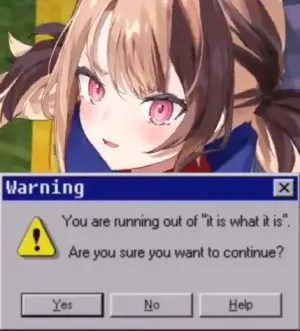 Warning
You are running out of "it is what it is".
Are you sure you want to continue?
Yes
No
Help